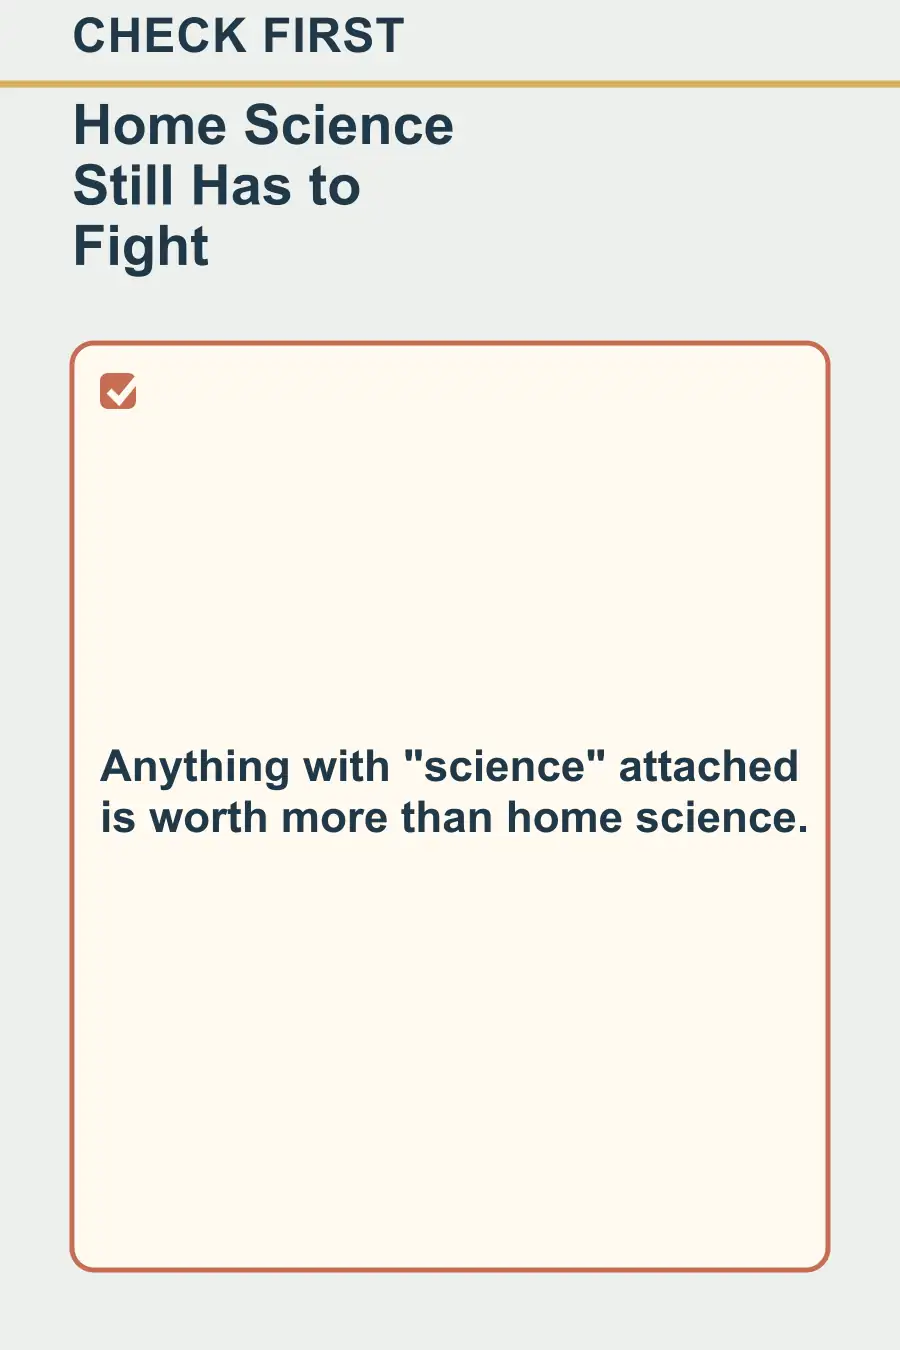 CHECK FIRST
Home Science
Still Has to
Fight
Anything with "science" attached
is worth more than home science.